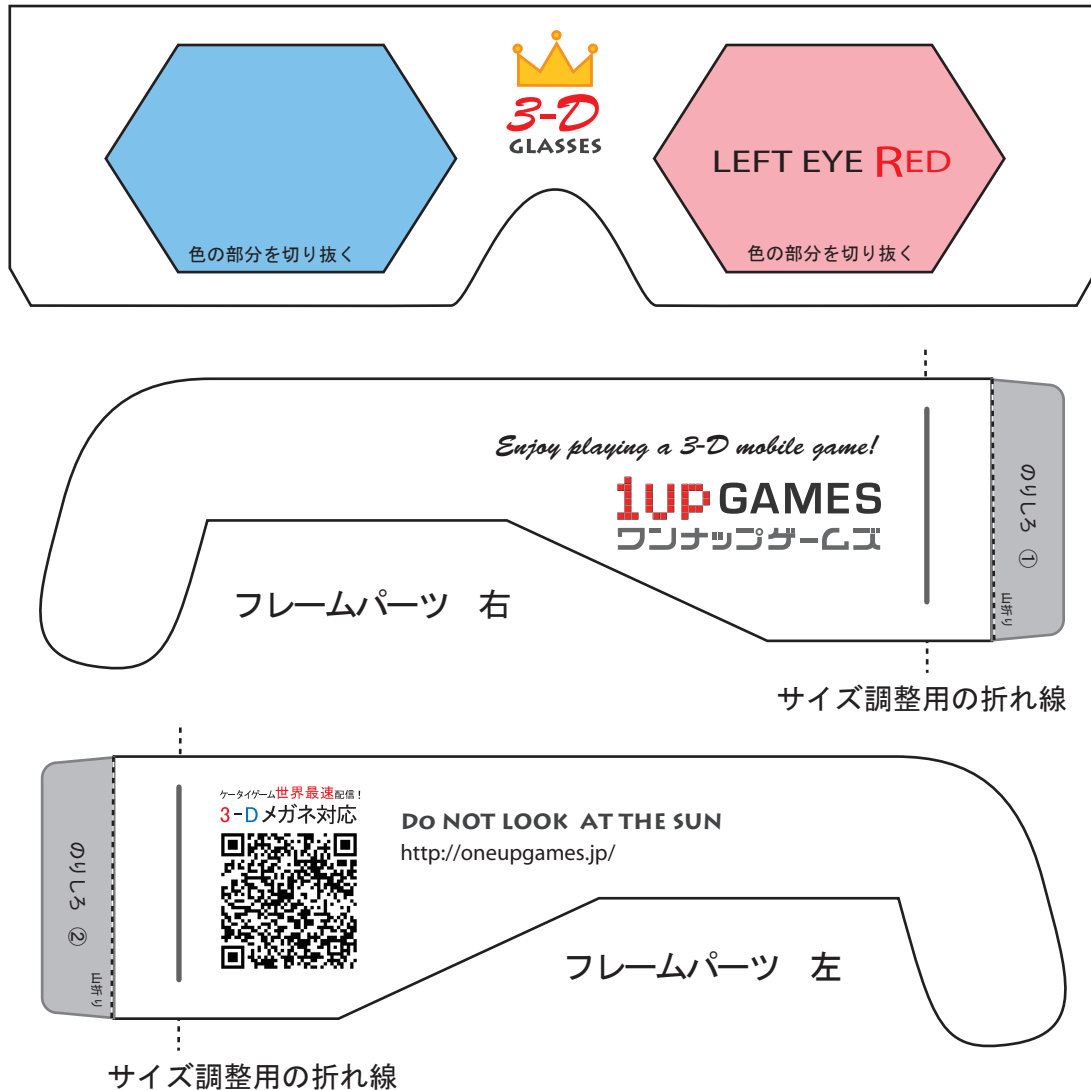 3-D
GLASSES
LEFT EYE RED
色の部分を切り抜く
色の部分を切り抜く
Enjoy playing a 3-D mobile game!
1UP GAMES
ワンナップゲームズ
のりしろ ①
山折り
フレームパーツ 右
サイズ調整用の折れ線
ケータイゲーム世界最速配信!
3-Dメガネ対応
DO NOT LOOK AT THE SUN
http://oneupgames.jp/
のりしろ ②
山折り
フレームパーツ 左
サイズ調整用の折れ線